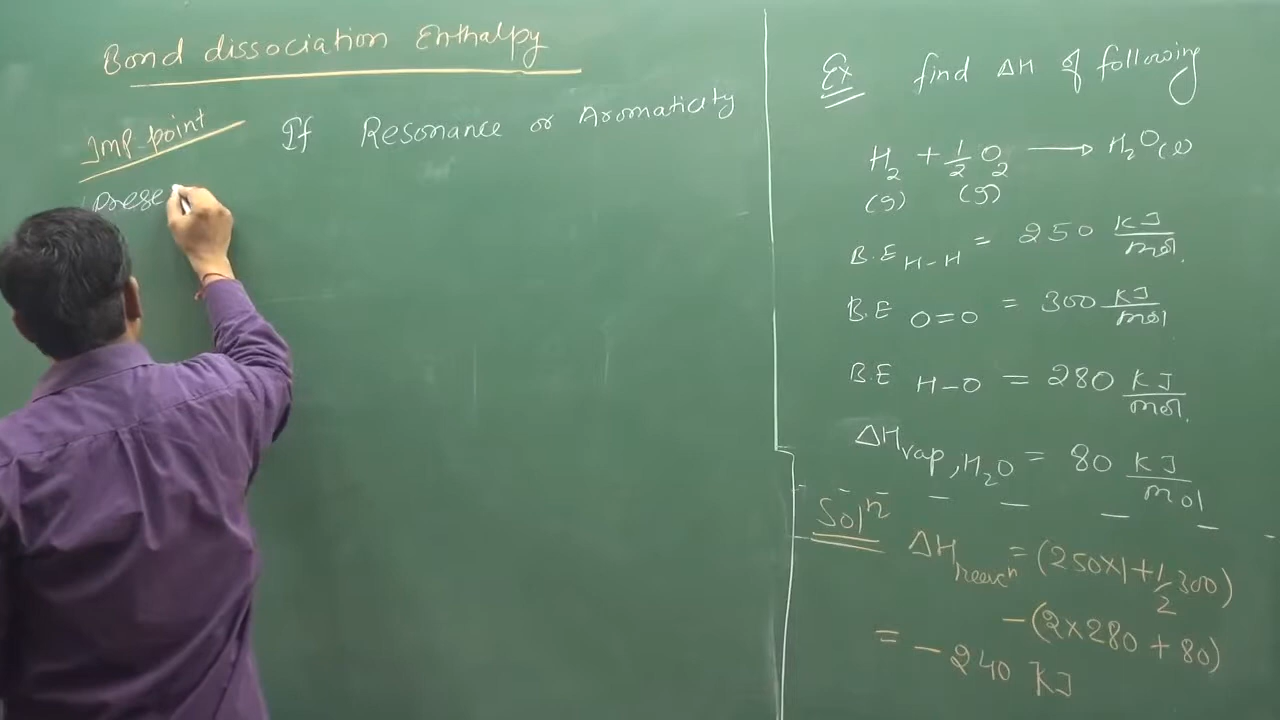 Bond dissociation Enthalpy
Imp. point If Resonance or Aromaticity
prese
Ex find ΔH of following
H2 + 1/2 O2 ⟶ H2O(l)
(g) (g)
B.E H-H = 250 KJ/mol.
B.E O=O = 300 KJ/mol
B.E H-O = 280 KJ/mol.
ΔHvap, H2O = 80 KJ/mol
Solⁿ ΔHreacⁿ = (250×1 + 1/2 300)
-(2×280 + 80)
= -240 KJ